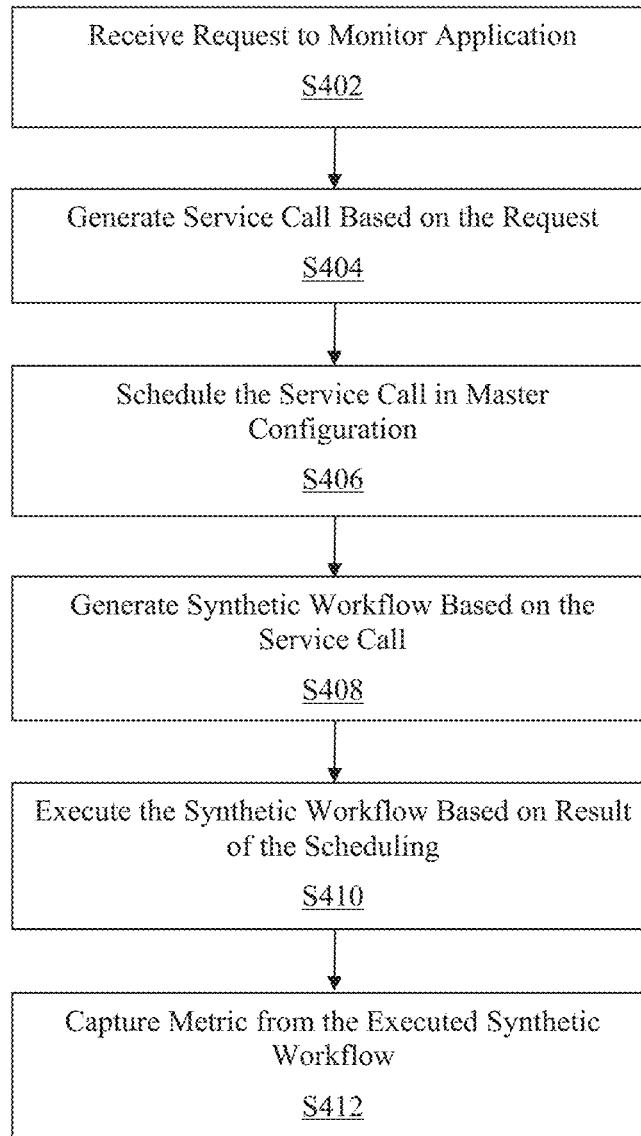 Receive Request to Monitor Application
S402
Generate Service Call Based on the Request
S404
Schedule the Service Call in Master
Configuration
S406
Generate Synthetic Workflow Based on the
Service Call
S408
Execute the Synthetic Workflow Based on Result
of the Scheduling
S410
Capture Metric from the Executed Synthetic
Workflow
S412